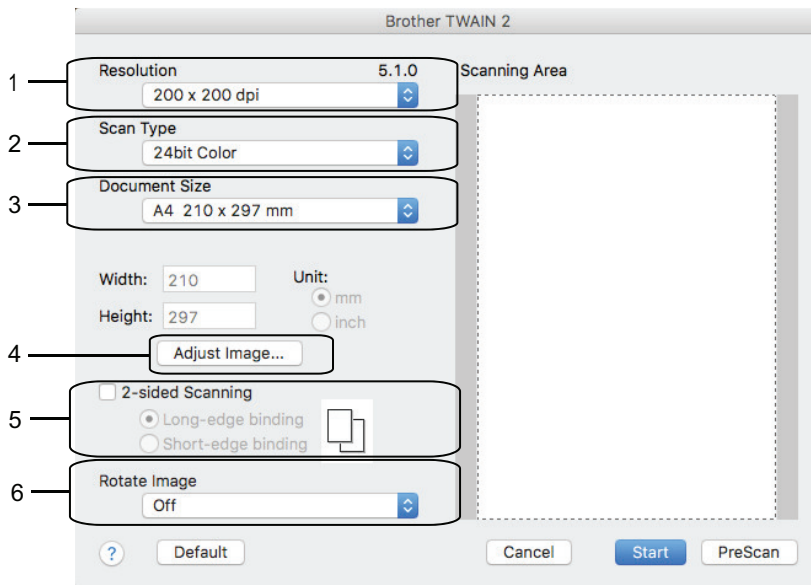 Brother TWAIN 2
Resolution 5.1.0 Scanning Area
1
200 x 200 dpi
Scan Type
2
24bit Color
Document Size
3
A4 210 x 297 mm
Width: 210 Unit:
mm
Height: 297
inch
4
Adjust Image...
2-sided Scanning
5
Long-edge binding
Short-edge binding
Rotate Image
6
Off
? Default Cancel Start PreScan